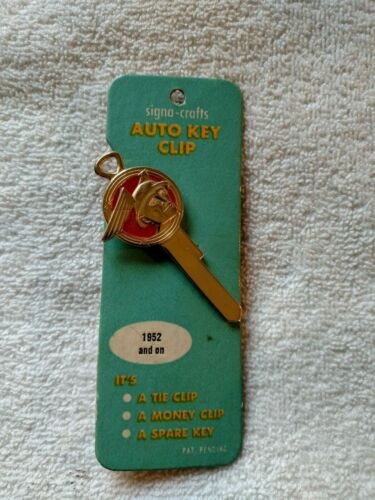 signa-crafts
AUTO KEY
CLIP
1952
and on
IT'S
A TIE CLIP
A MONEY CLIP
A SPARE KEY
PAT. PENDING